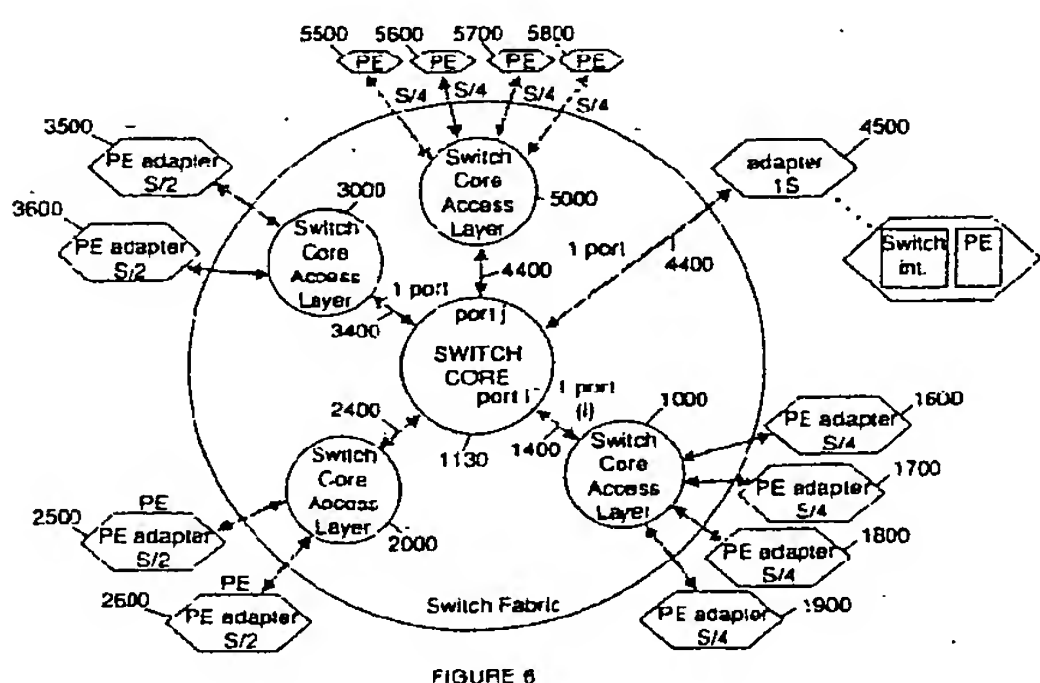 5500 5600 5700 5800
PE PE PE PE
S/4 S/4 S/4 S/4
3500
PE adapter
S/2
3600
PE adapter
S/2
3000
Switch
Core
Access
Layer
Switch
Core
Access
Layer
5000
4500
adapter
1S
Switch
int.
PE
1 port
4400
4400
1 port
3400
port j
SWITCH
CORE
port i
1 port
(i)
1130
1400
2400
Switch
Core
Access
Layer
2000
1000
Switch
Core
Access
Layer
1600
PE adapter
S/4
1700
PE adapter
S/4
1800
PE adapter
S/4
1900
PE adapter
S/4
PE
2500
PE adapter
S/2
PE
2600
PE adapter
S/2
Switch Fabric
FIGURE 6